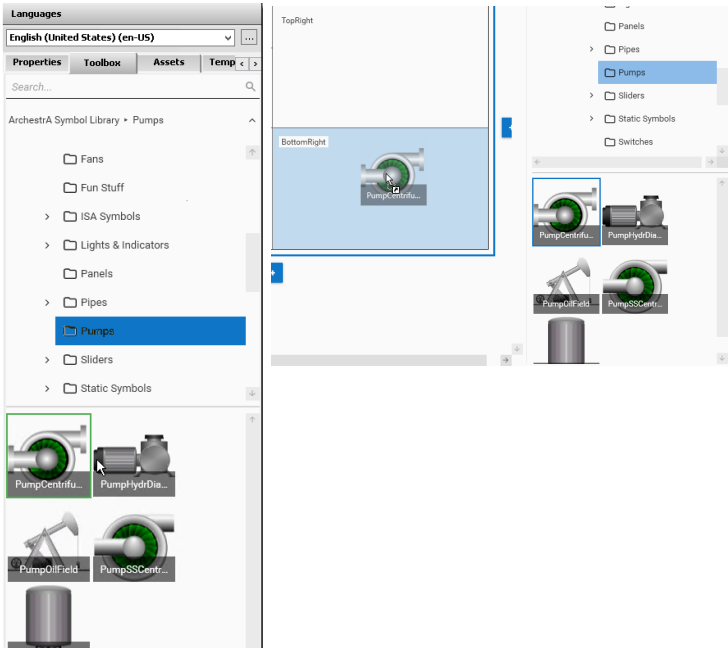 Languages
English (United States) (en-US)
...
Properties Toolbox Assets Temp
Search...
ArchestrA Symbol Library ▸ Pumps
Fans
Fun Stuff
ISA Symbols
Lights & Indicators
Panels
Pipes
Pumps
Sliders
Static Symbols
PumpCentrifu... PumpHydrDia...
PumpOilField PumpSSCentr...
TopRight
BottomRight
PumpCentrifu...
Panels
Pipes
Pumps
Sliders
Static Symbols
Switches
PumpCentrifu... PumpHydrDia...
PumpOilField PumpSSCentr...